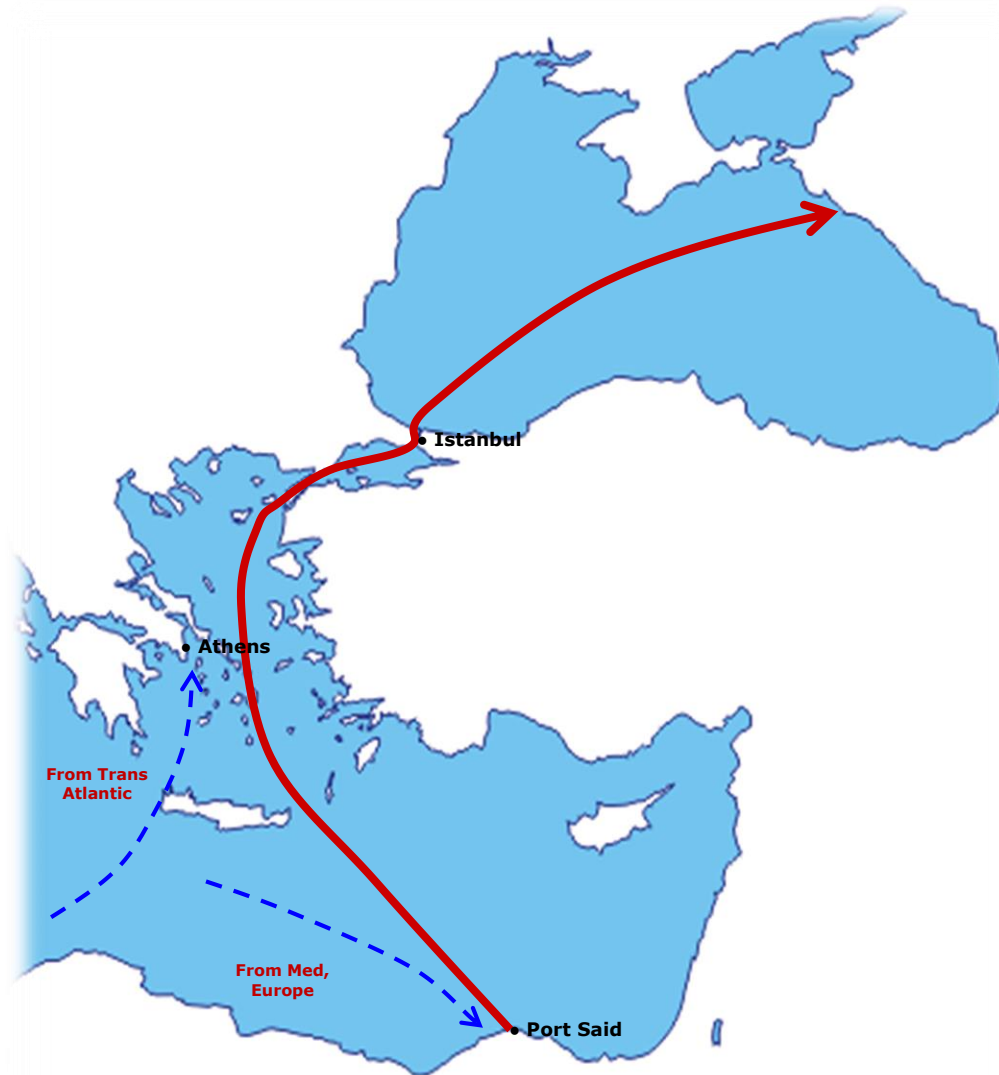 Istanbul
Athens
From Trans
Atlantic
From Med,
Europe
Port Said